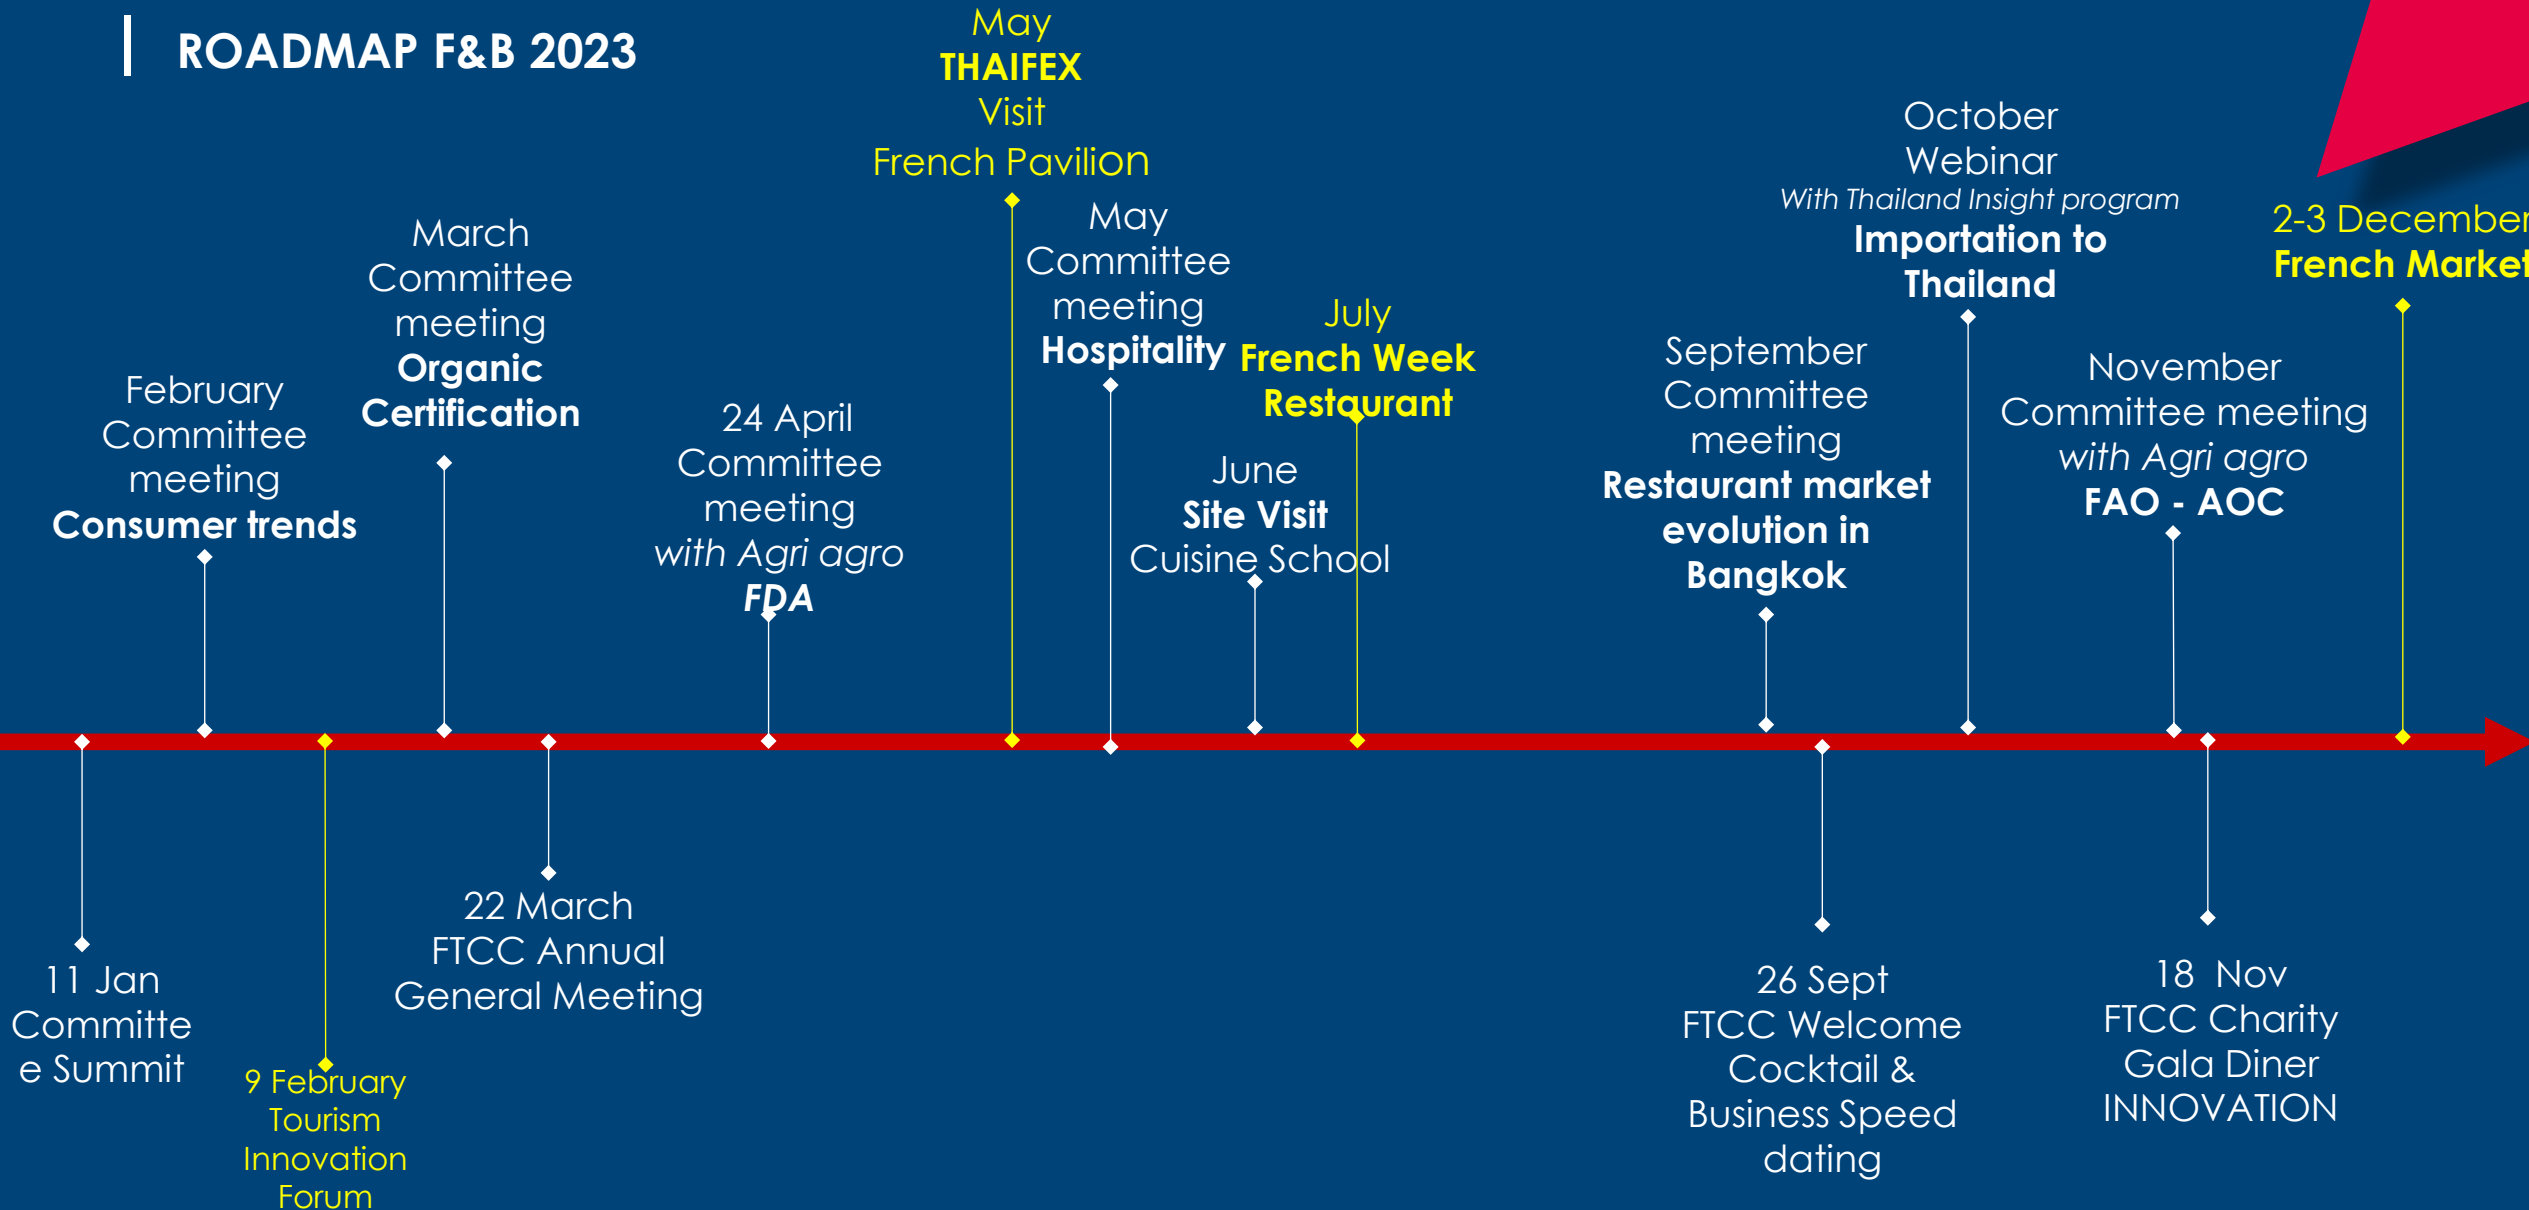 ROADMAP F&B 2023
February
Committee
meeting
Consumer trends
March
Committee
meeting
Organic
Certification
24 April
Committee
meeting
with Agri agro
FDA
May
THAIFEX
Visit
French Pavilion
May
Committee
meeting
Hospitality
June
Site Visit
Cuisine School
July
French Week
Restaurant
September
Committee
meeting
Restaurant market
evolution in
Bangkok
October
Webinar
With Thailand Insight program
Importation to
Thailand
November
Committee meeting
with Agri agro
FAO - AOC
2-3 December
French Market
11 Jan
Committe
e Summit
9 February
Tourism
Innovation
Forum
22 March
FTCC Annual
General Meeting
26 Sept
FTCC Welcome
Cocktail &
Business Speed
dating
18 Nov
FTCC Charity
Gala Diner
INNOVATION